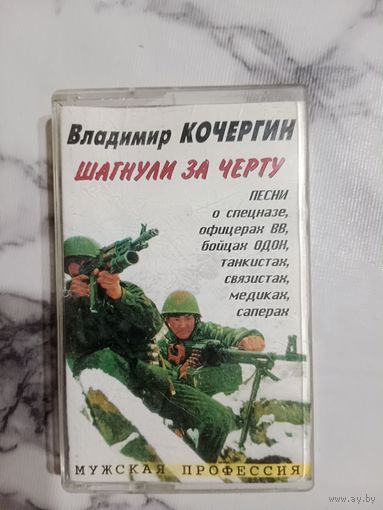 Владимир КОЧЕРГИН
ШАГНУЛИ ЗА ЧЕРТУ
ПЕСНИ
о спецназе,
офицерах ВВ,
бойцах ОДОН,
танкистах,
связистах,
медиках,
саперах
МУЖСКАЯ ПРОФЕССИЯ
www.ay.by